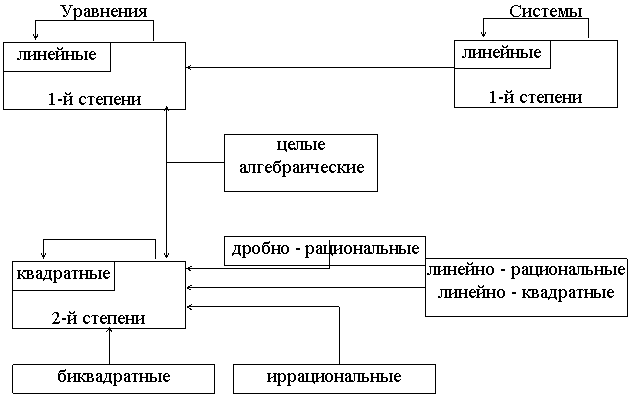 Уравнения
Системы
линейные
1-й степени
линейные
1-й степени
целые
алгебраические
дробно - рациональные
квадратные
2-й степени
линейно - рациональные
линейно - квадратные
биквадратные
иррациональные